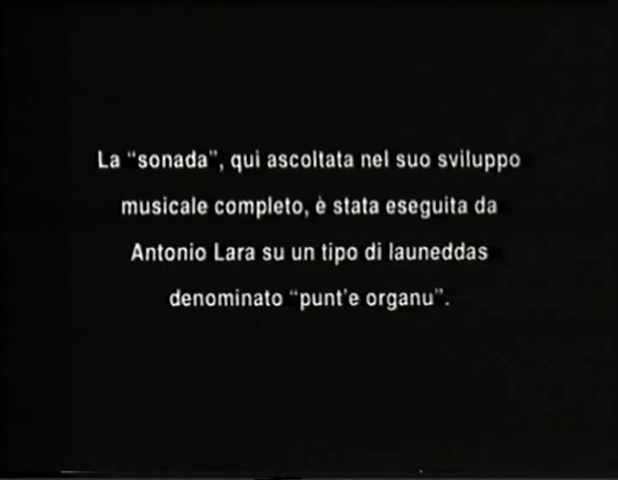 La “sonada”, qui ascoltata nel suo sviluppo
musicale completo, è stata eseguita da
Antonio Lara su un tipo di launeddas
denominato “punt'e organu”.